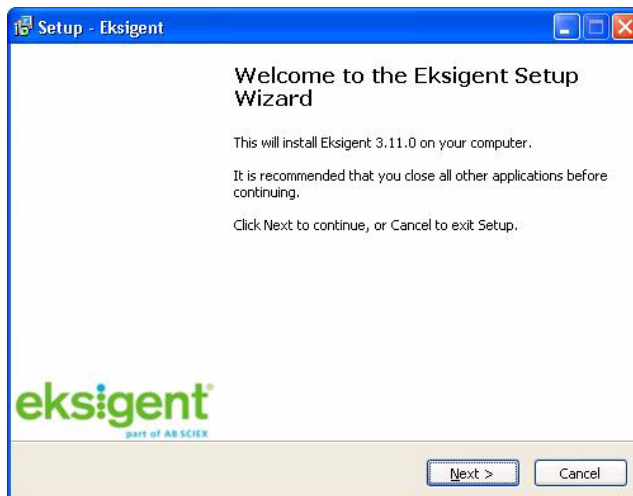 Setup - Eksigent
Welcome to the Eksigent Setup
Wizard
This will install Eksigent 3.11.0 on your computer.
It is recommended that you close all other applications before
continuing.
Click Next to continue, or Cancel to exit Setup.
eksigent®
part of AB SCIEX
Next >
Cancel